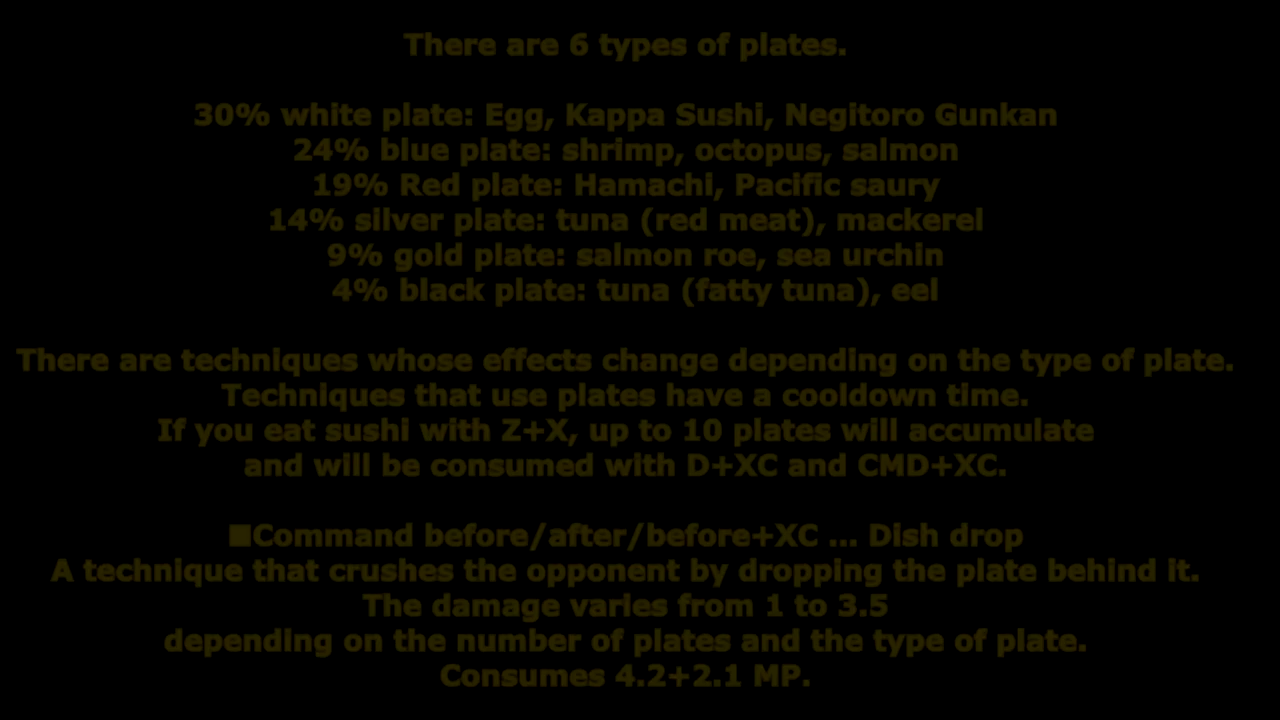 There are 6 types of plates.
30% white plate: Egg, Kappa Sushi, Negitoro Gunkan
24% blue plate: shrimp, octopus, salmon
19% Red plate: Hamachi, Pacific saury
14% silver plate: tuna (red meat), mackerel
9% gold plate: salmon roe, sea urchin
4% black plate: tuna (fatty tuna), eel
There are techniques whose effects change depending on the type of plate.
Techniques that use plates have a cooldown time.
If you eat sushi with Z+X, up to 10 plates will accumulate
and will be consumed with D+XC and CMD+XC.
■Command before/after/before+XC ... Dish drop
A technique that crushes the opponent by dropping the plate behind it.
The damage varies from 1 to 3.5
depending on the number of plates and the type of plate.
Consumes 4.2+2.1 MP.